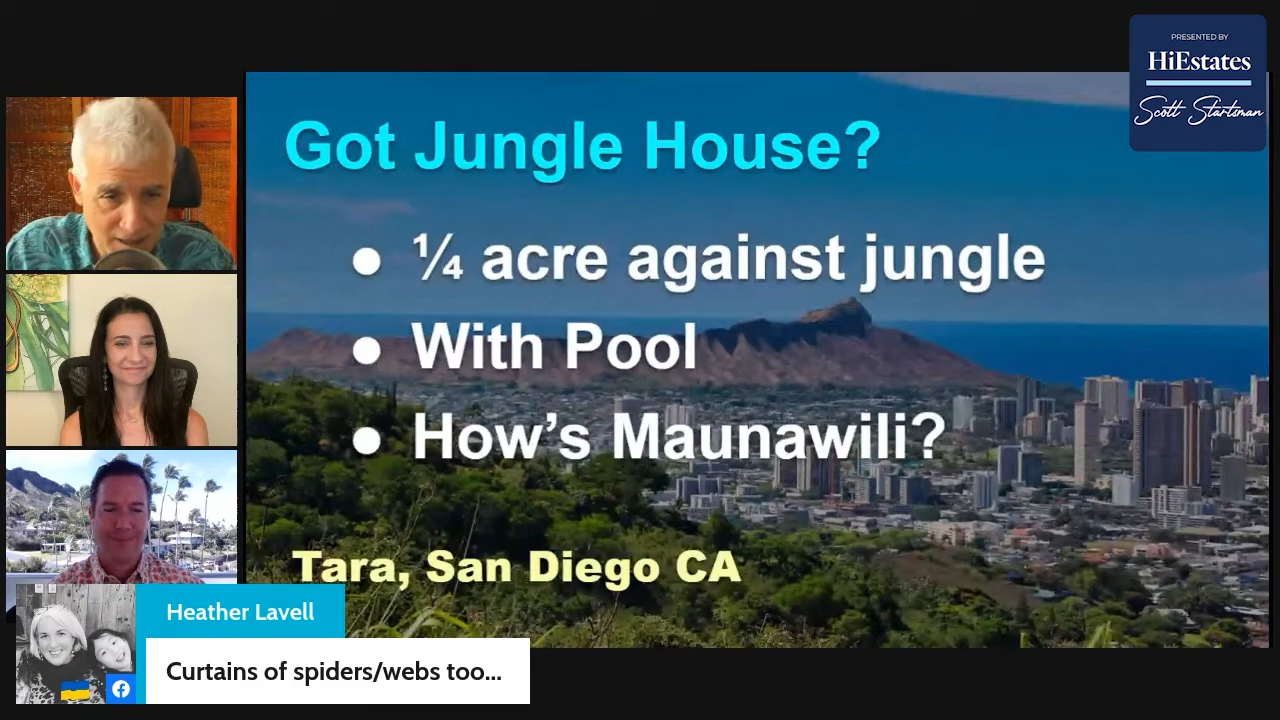 PRESENTED BY
HiEstates
Scott Startsman
Got Jungle House?
● ¼ acre against jungle
● With Pool
● How’s Maunawili?
Tara, San Diego CA
Heather Lavell
Curtains of spiders/webs too...